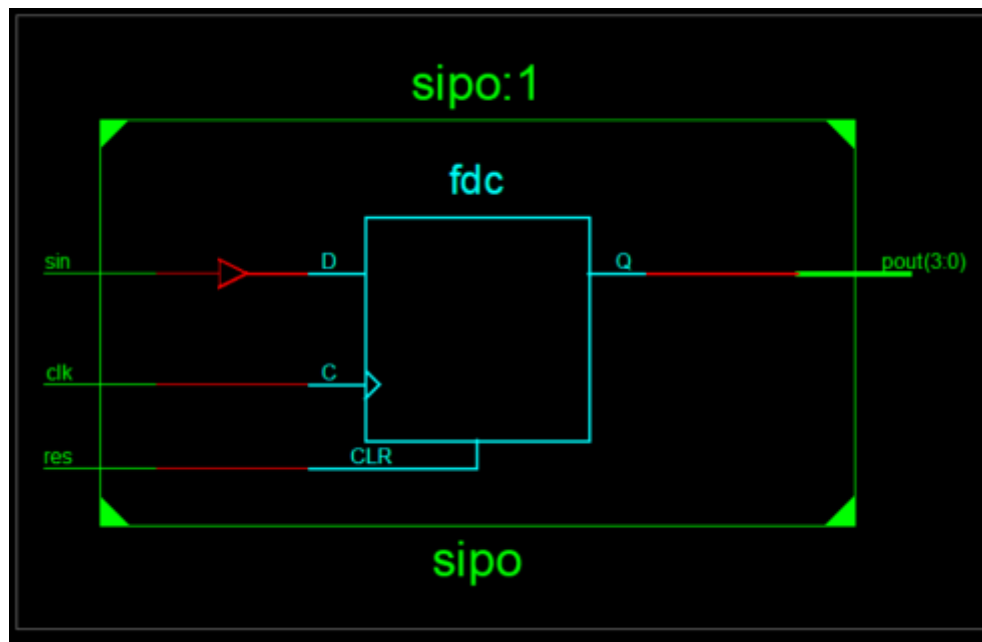 sipo:1
fdc
sin
D
Q
pout(3:0)
clk
C
res
CLR
sipo